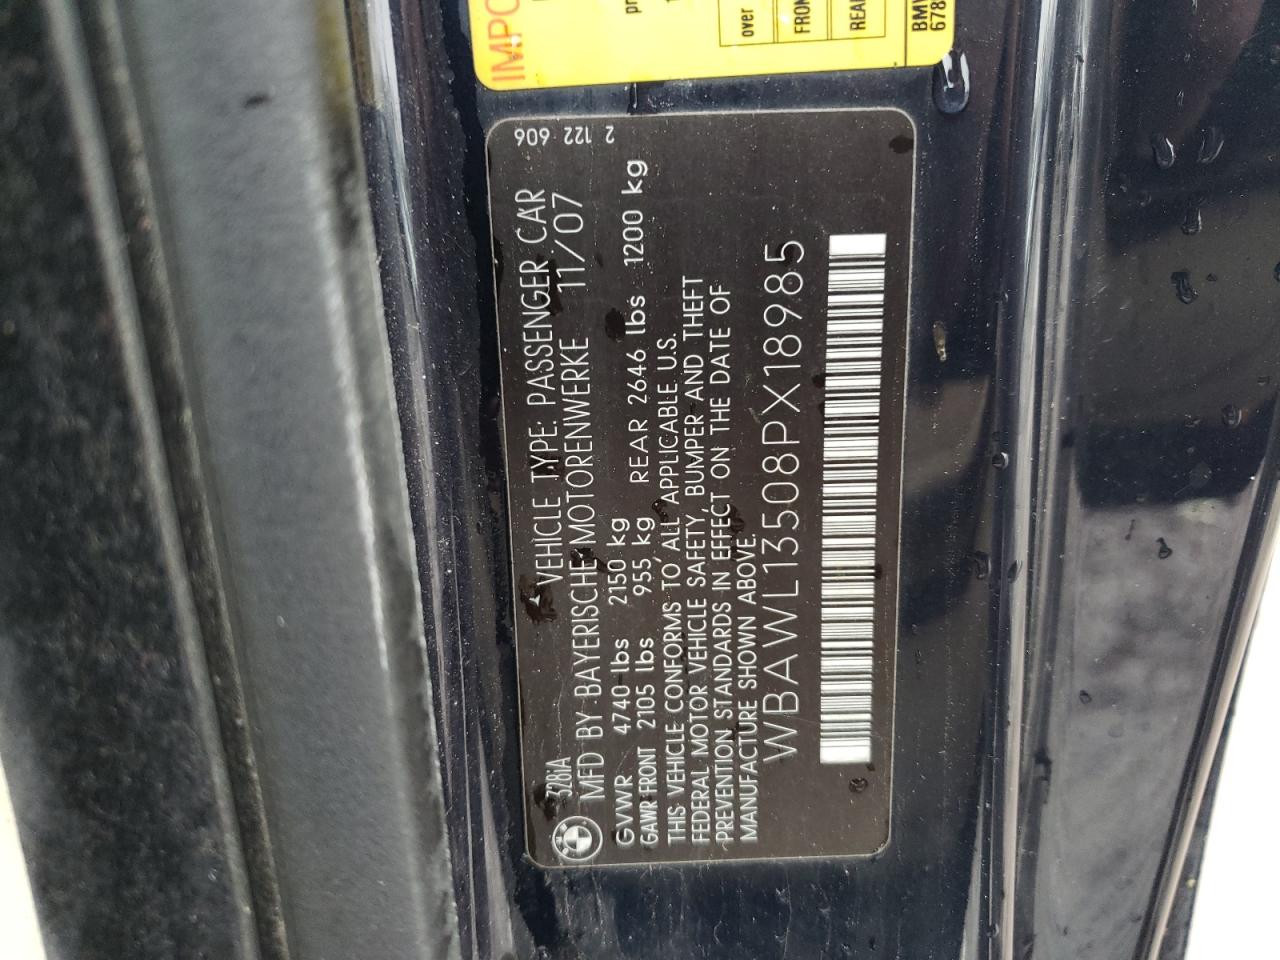 328iA VEHICLE TYPE: PASSENGER CAR
MFD BY BAYERISCHE MOTORENWERKE 11/07
GVWR 4740 lbs 2150 kg
GAWR FRONT 2105 lbs 955 kg REAR 2646 lbs 1200 kg
THIS VEHICLE CONFORMS TO ALL APPLICABLE U.S.
FEDERAL MOTOR VEHICLE SAFETY, BUMPER AND THEFT
PREVENTION STANDARDS IN EFFECT ON THE DATE OF
MANUFACTURE SHOWN ABOVE.
WBAWL13508PX18985
2 122 606
over
BMW